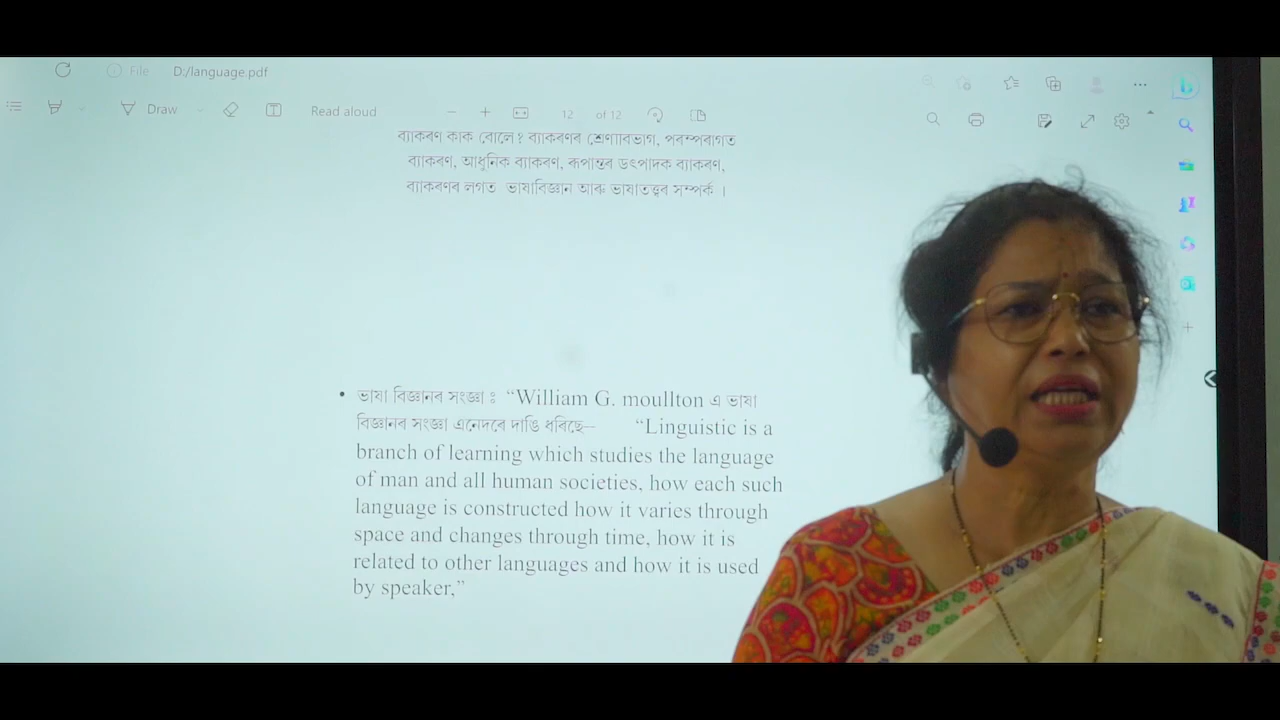 File D:/language.pdf
Draw Read aloud 12 of 12
ব্যাকৰণ কাক বোলে? ব্যাকৰণৰ শ্ৰেণীবিভাগ, পৰম্পৰাগত
ব্যাকৰণ, আধুনিক ব্যাকৰণ, ৰূপান্তৰ উৎপাদক ব্যাকৰণ,
ব্যাকৰণৰ লগত ভাষাবিজ্ঞান আৰু ভাষাতত্ত্বৰ সম্পৰ্ক ।
• ভাষা বিজ্ঞানৰ সংজ্ঞা ঃ “William G. moullton এ ভাষা
বিজ্ঞানৰ সংজ্ঞা এনেদৰে দাঙি ধৰিছে– “Linguistic is a
branch of learning which studies the language
of man and all human societies, how each such
language is constructed how it varies through
space and changes through time, how it is
related to other languages and how it is used
by speaker,”